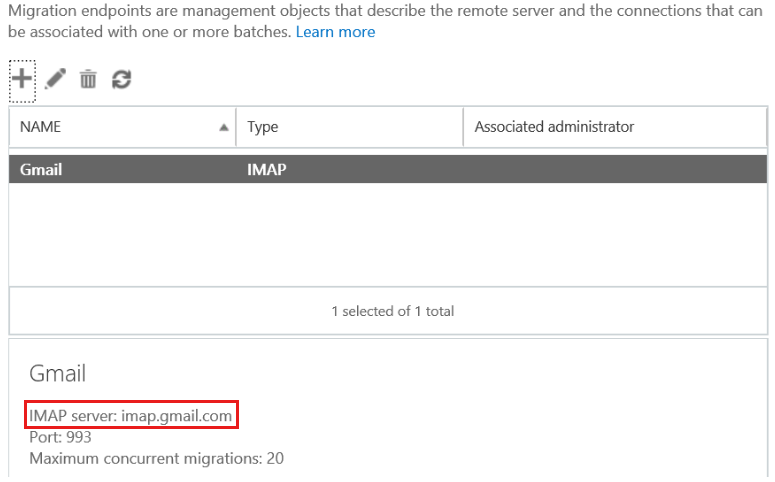 Migration endpoints are management objects that describe the remote server and the connections that can
be associated with one or more batches. Learn more
NAME Type Associated administrator
Gmail IMAP
1 selected of 1 total
Gmail
IMAP server: imap.gmail.com
Port: 993
Maximum concurrent migrations: 20